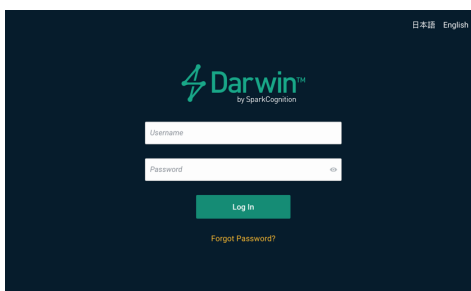 日本語 English
Darwin™
by SparkCognition
Username
Password
Log In
Forgot Password?